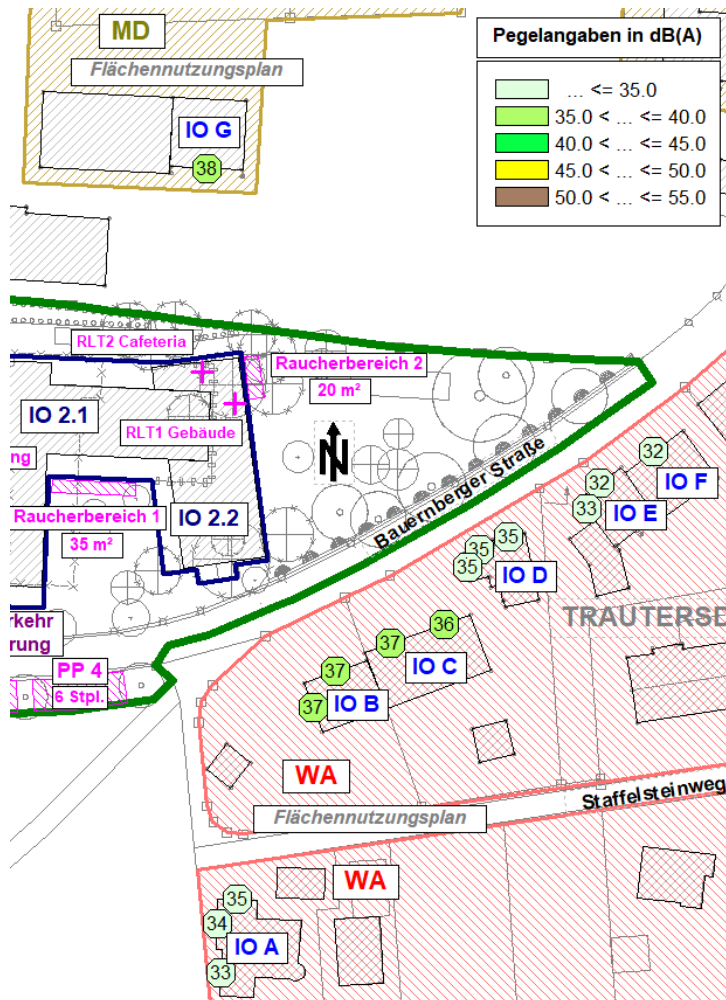 MD
Flächennutzungsplan
IO G
38
Pegelangaben in dB(A)
... <= 35.0
35.0 < ... <= 40.0
40.0 < ... <= 45.0
45.0 < ... <= 50.0
50.0 < ... <= 55.0
RLT2 Cafeteria
Raucherbereich 2
20 m²
IO 2.1
RLT1 Gebäude
ng
N
Raucherbereich 1
35 m²
IO 2.2
Bauernberger Straße
32
IO F
32
33
IO E
35
35
IO D
TRAUTERSD
rkehr
rung
PP 4
6 Stpl.
36
37
IO C
37
37
IO B
WA
Flächennutzungsplan
Staffelsteinweg
WA
35
34
33
IO A